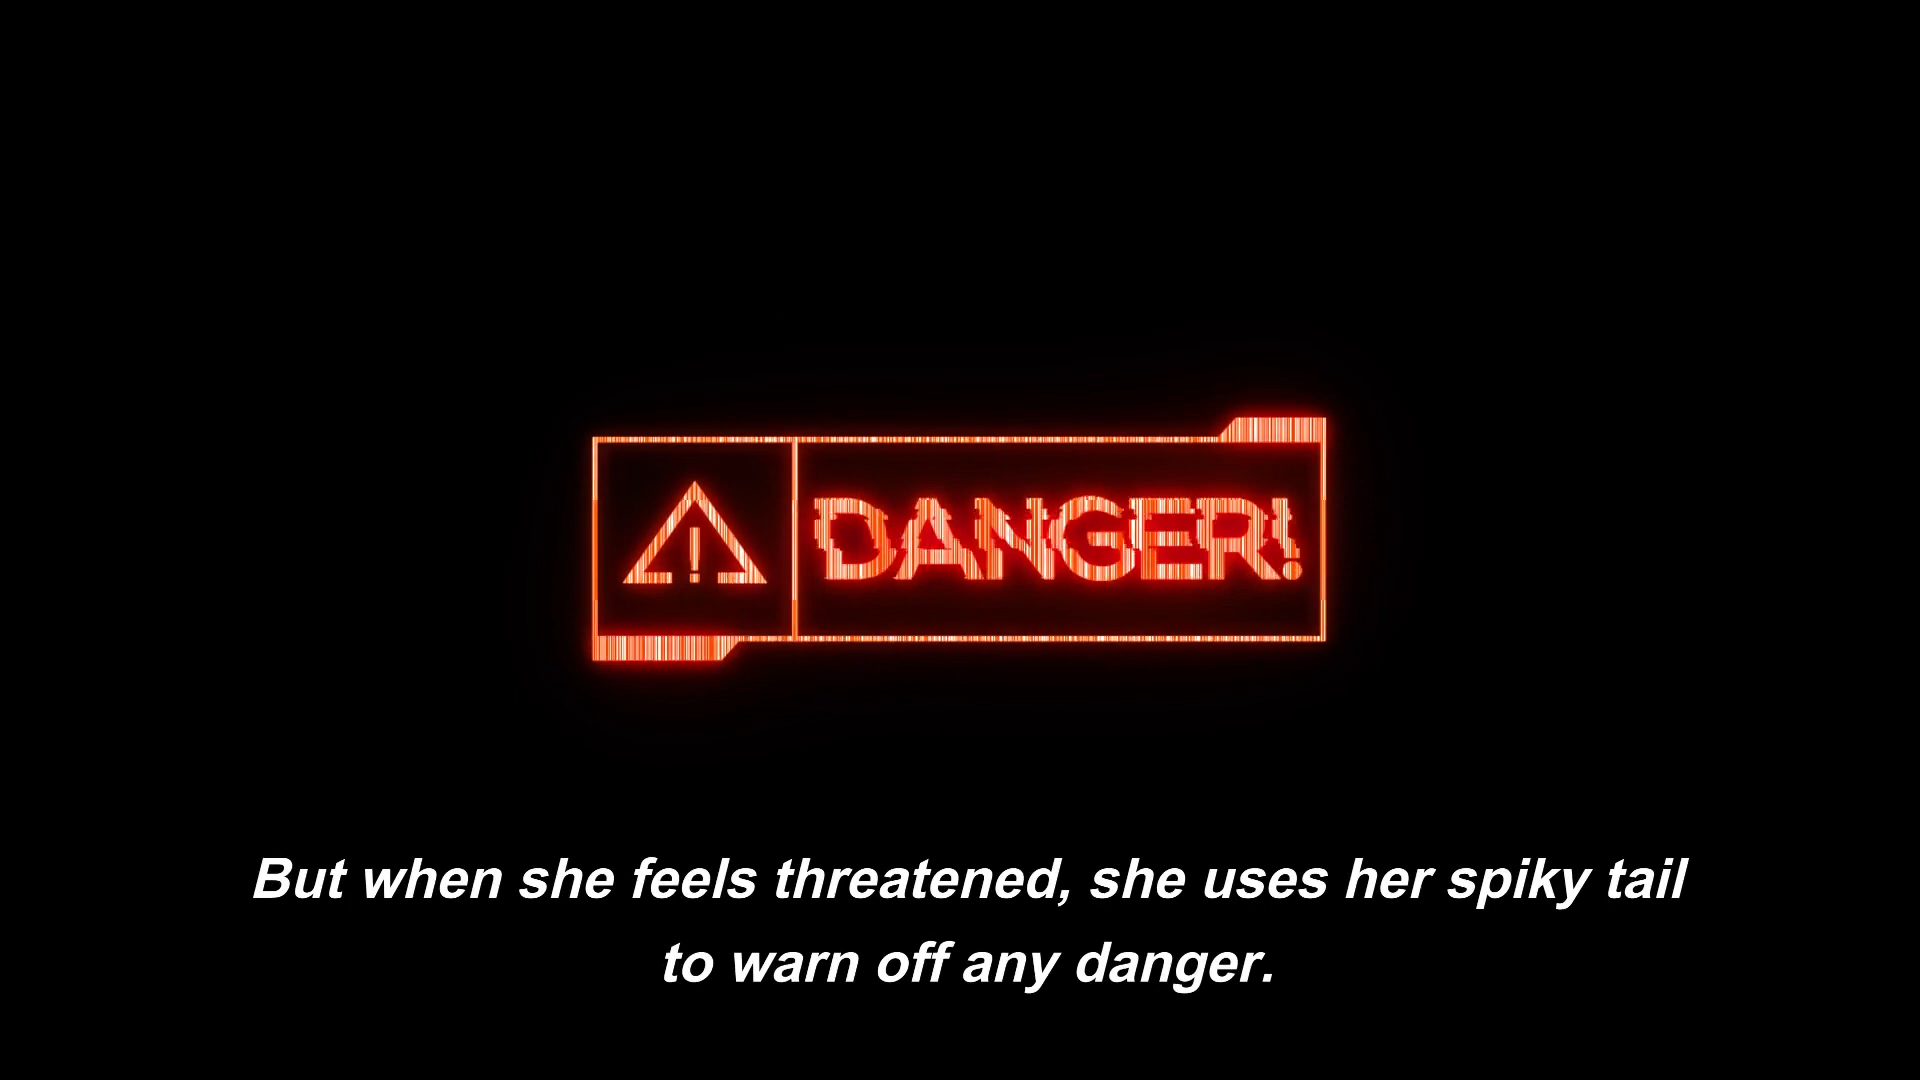 DANGER!
But when she feels threatened, she uses her spiky tail
to warn off any danger.